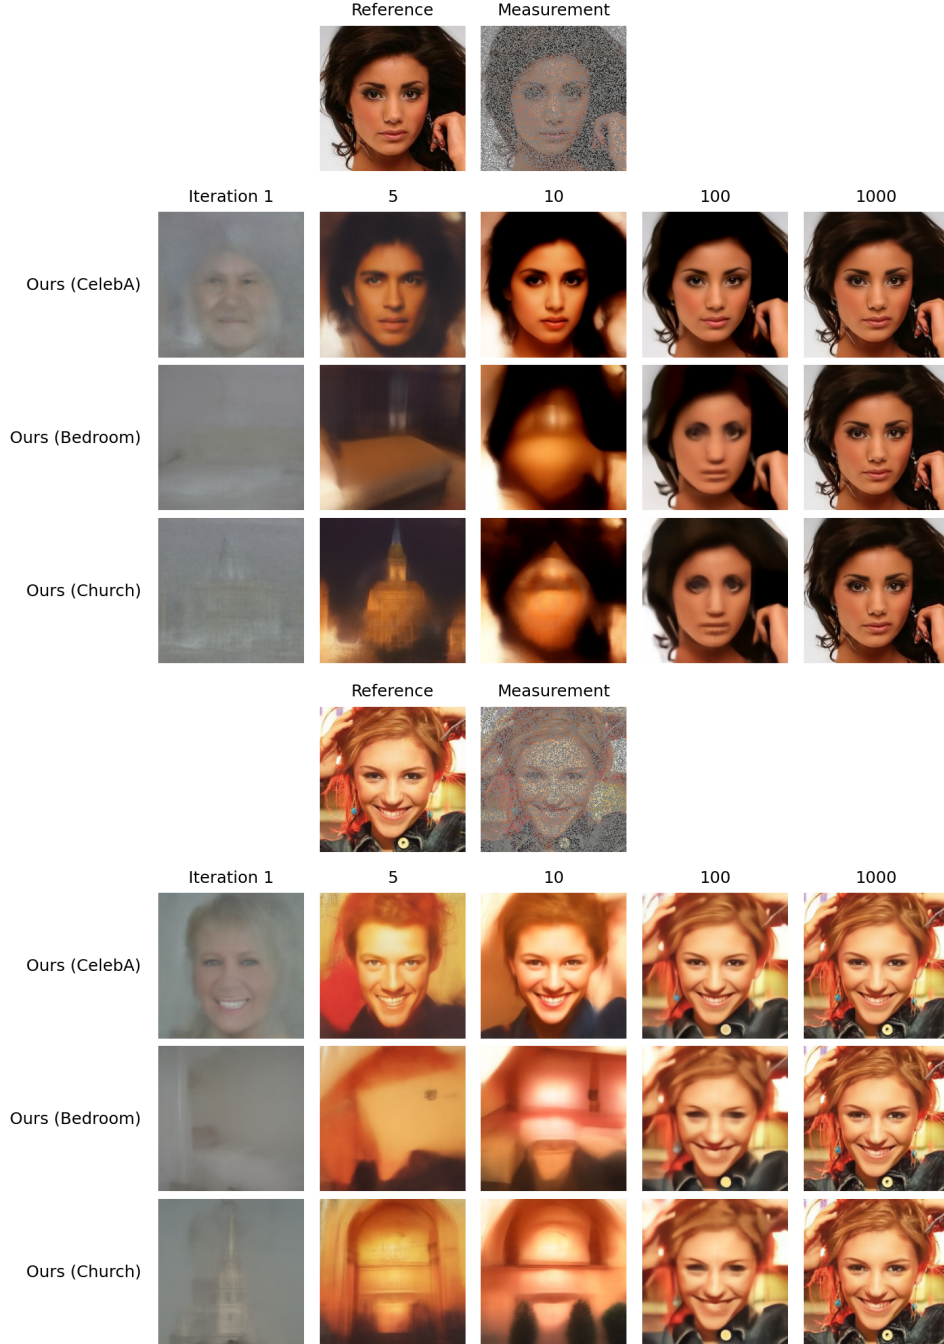 Reference Measurement
Iteration 1 5 10 100 1000
Ours (CelebA)
Ours (Bedroom)
Ours (Church)
Reference Measurement
Iteration 1 5 10 100 1000
Ours (CelebA)
Ours (Bedroom)
Ours (Church)